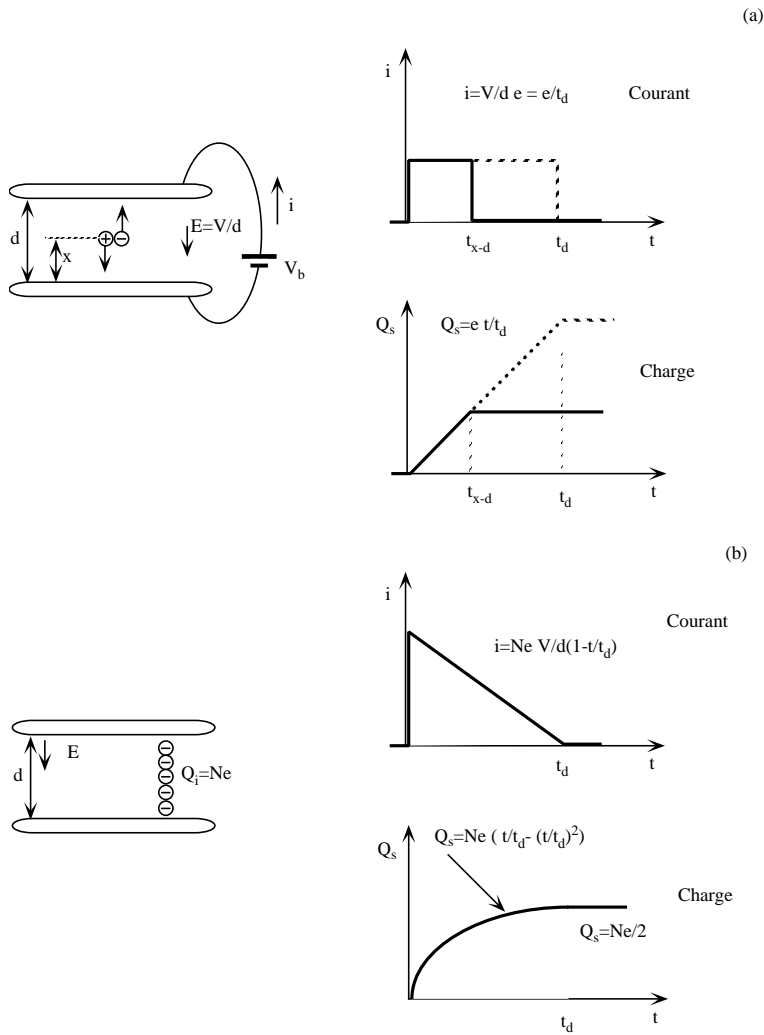 (a)
i
i=V/d e = e/t_d
Courant
t_x-d
t_d
t
d
x
E=V/d
i
V_b
Q_s
Q_s=e t/t_d
Charge
t_x-d
t_d
t
(b)
i
i=Ne V/d(1-t/t_d)
Courant
t_d
t
E
d
Q_i=Ne
Q_s
Q_s=Ne ( t/t_d- (t/t_d)^2)
Charge
Q_s=Ne/2
t_d
t